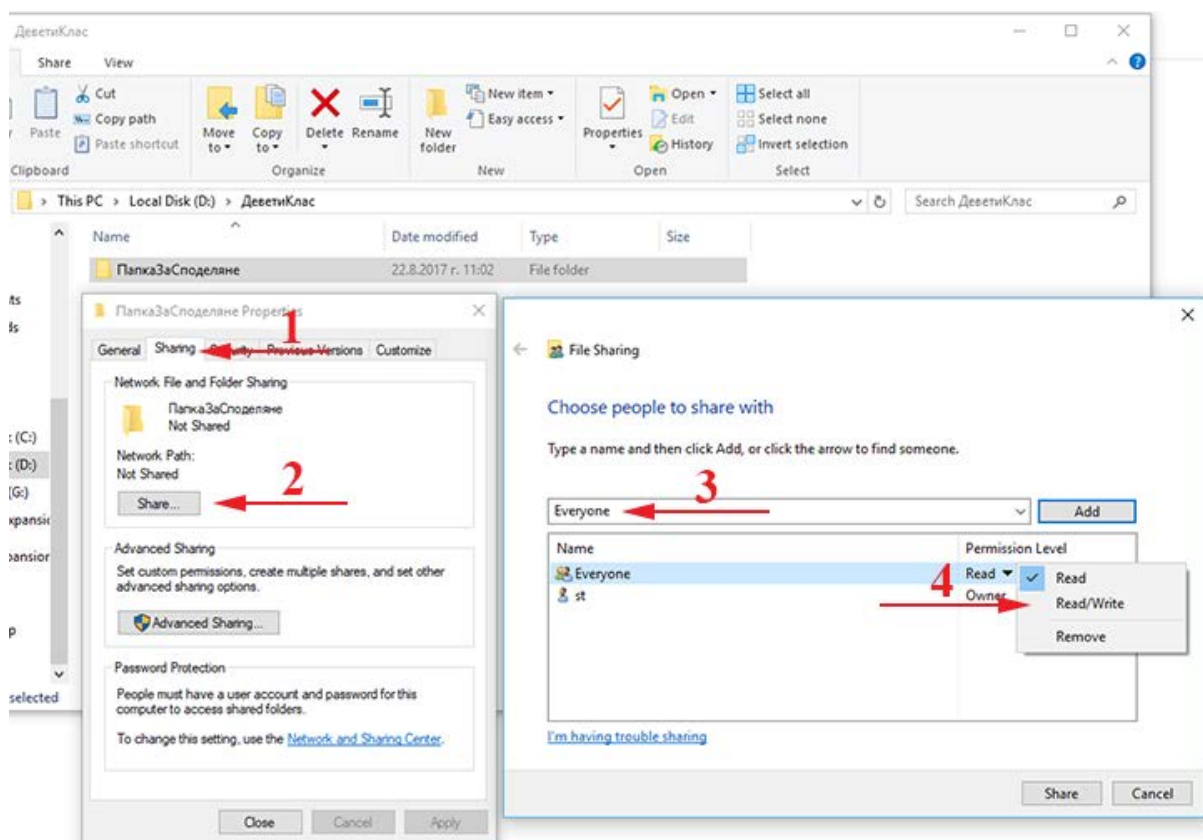 ДеветиКлас
Share View
Cut
Copy path
Paste shortcut
Paste
Clipboard
Move to
Copy to
Delete
Rename
Organize
New folder
New item
Easy access
New
Properties
Open
Edit
History
Open
Select all
Select none
Invert selection
Select
This PC > Local Disk (D:) > ДеветиКлас
Search ДеветиКлас
Name Date modified Type Size
ПапкаЗаСподеляне 22.8.2017 г. 11:02 File folder
(C:)
(D:)
(G:)
selected
ПапкаЗаСподеляне Properties
1
General Sharing Security Previous Versions Customize
Network File and Folder Sharing
ПапкаЗаСподеляне
Not Shared
Network Path:
Not Shared
Share...
2
Advanced Sharing
Set custom permissions, create multiple shares, and set other
advanced sharing options.
Advanced Sharing...
Password Protection
People must have a user account and password for this
computer to access shared folders.
To change this setting, use the Network and Sharing Center.
Close Cancel Apply
File Sharing
Choose people to share with
Type a name and then click Add, or click the arrow to find someone.
Everyone
3
Add
Name Permission Level
Everyone Read
st Owner
4
Read
Read/Write
Remove
I'm having trouble sharing
Share Cancel